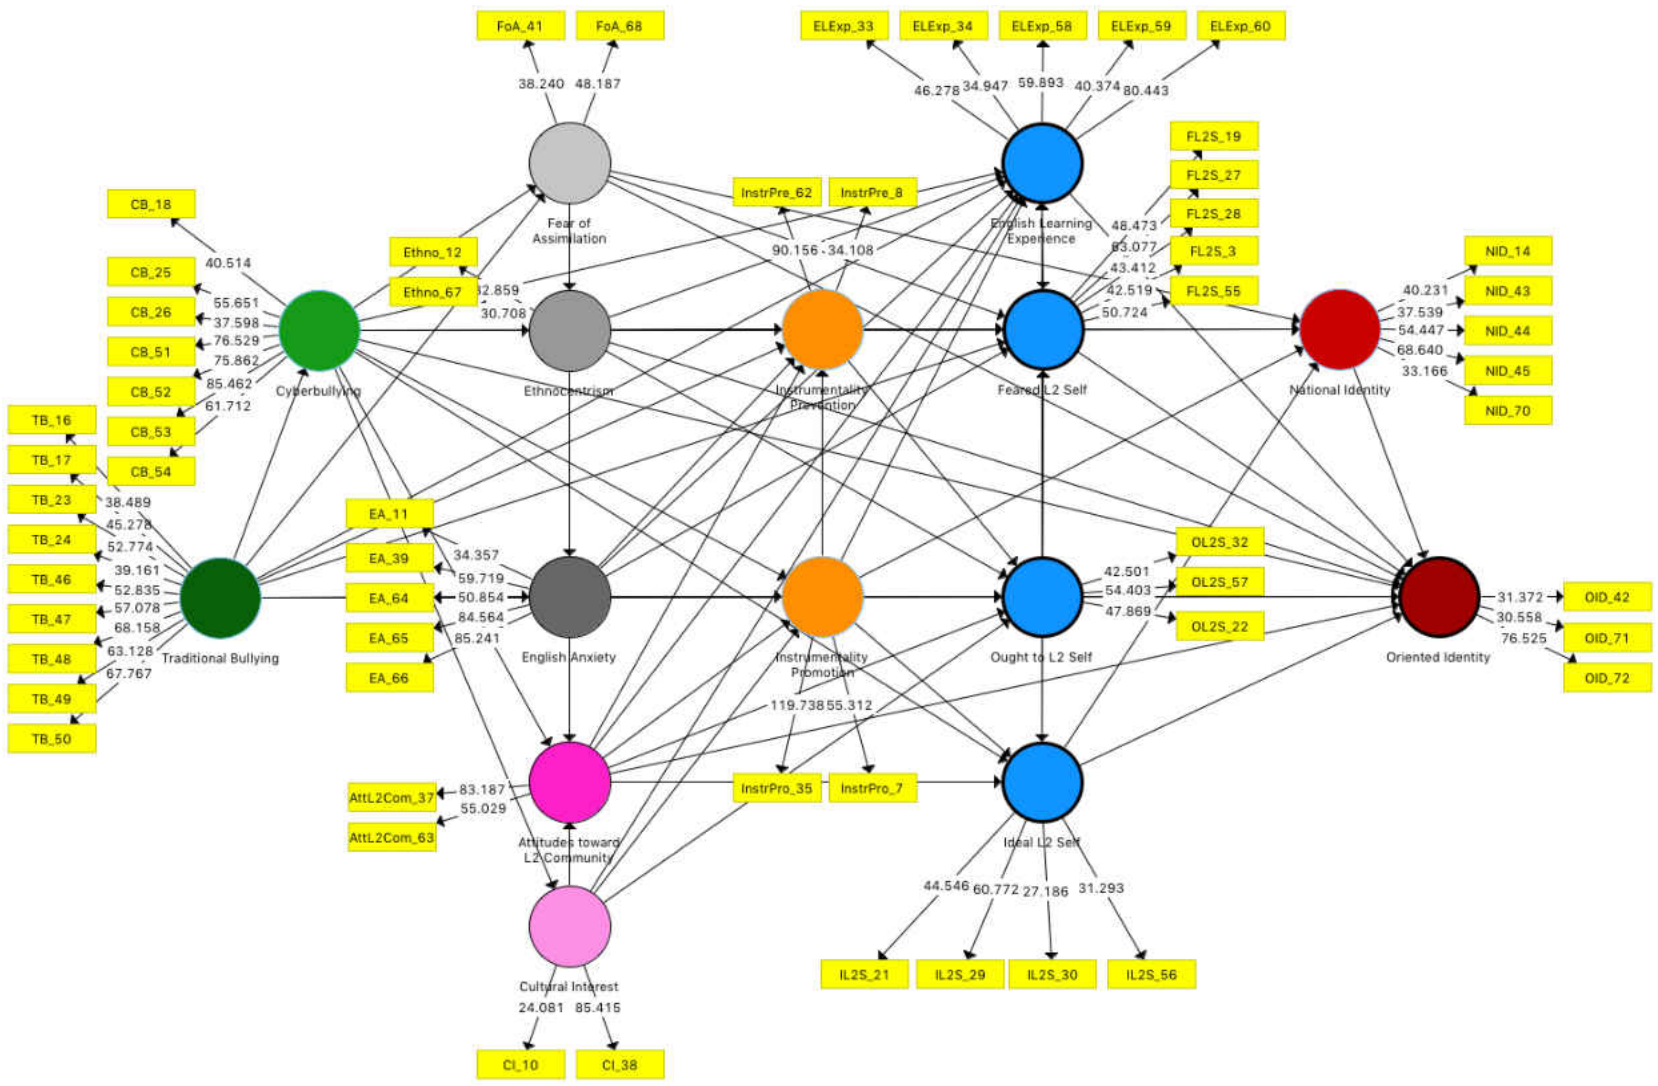 FoA_41
FoA_68
ELExp_33
ELExp_34
ELExp_58
ELExp_59
ELExp_60
38.240
48.187
46.278
34.947
59.893
40.374
80.443
FL2S_19
FL2S_27
FL2S_28
FL2S_3
FL2S_55
48.473
63.077
43.412
42.519
50.724
InstrPre_62
InstrPre_8
90.156
34.108
Fear of
Assimilation
English Learning
Experience
CB_18
CB_25
CB_26
CB_51
CB_52
CB_53
CB_54
40.514
55.651
37.598
76.529
75.862
85.462
61.712
Ethno_12
Ethno_67
32.859
30.708
NID_14
NID_43
NID_44
NID_45
NID_70
40.231
37.539
54.447
68.640
33.166
Cyberbullying
Ethnocentrism
Instrumentality
Prevention
Feared L2 Self
National Identity
TB_16
TB_17
TB_23
TB_24
TB_46
TB_47
TB_48
TB_49
TB_50
38.489
45.278
52.774
39.161
52.835
57.078
68.158
63.128
67.767
EA_11
EA_39
EA_64
EA_65
EA_66
34.357
59.719
50.854
84.564
85.241
OL2S_32
OL2S_57
OL2S_22
42.501
54.403
47.869
OID_42
OID_71
OID_72
31.372
30.558
76.525
Traditional Bullying
English Anxiety
Instrumentality
Promotion
Ought to L2 Self
Oriented Identity
119.738
55.312
InstrPro_35
InstrPro_7
AttL2Com_37
AttL2Com_63
83.187
55.029
Attitudes toward
L2 Community
Ideal L2 Self
44.546
60.772
27.186
31.293
IL2S_21
IL2S_29
IL2S_30
IL2S_56
Cultural Interest
24.081
85.415
CI_10
CI_38